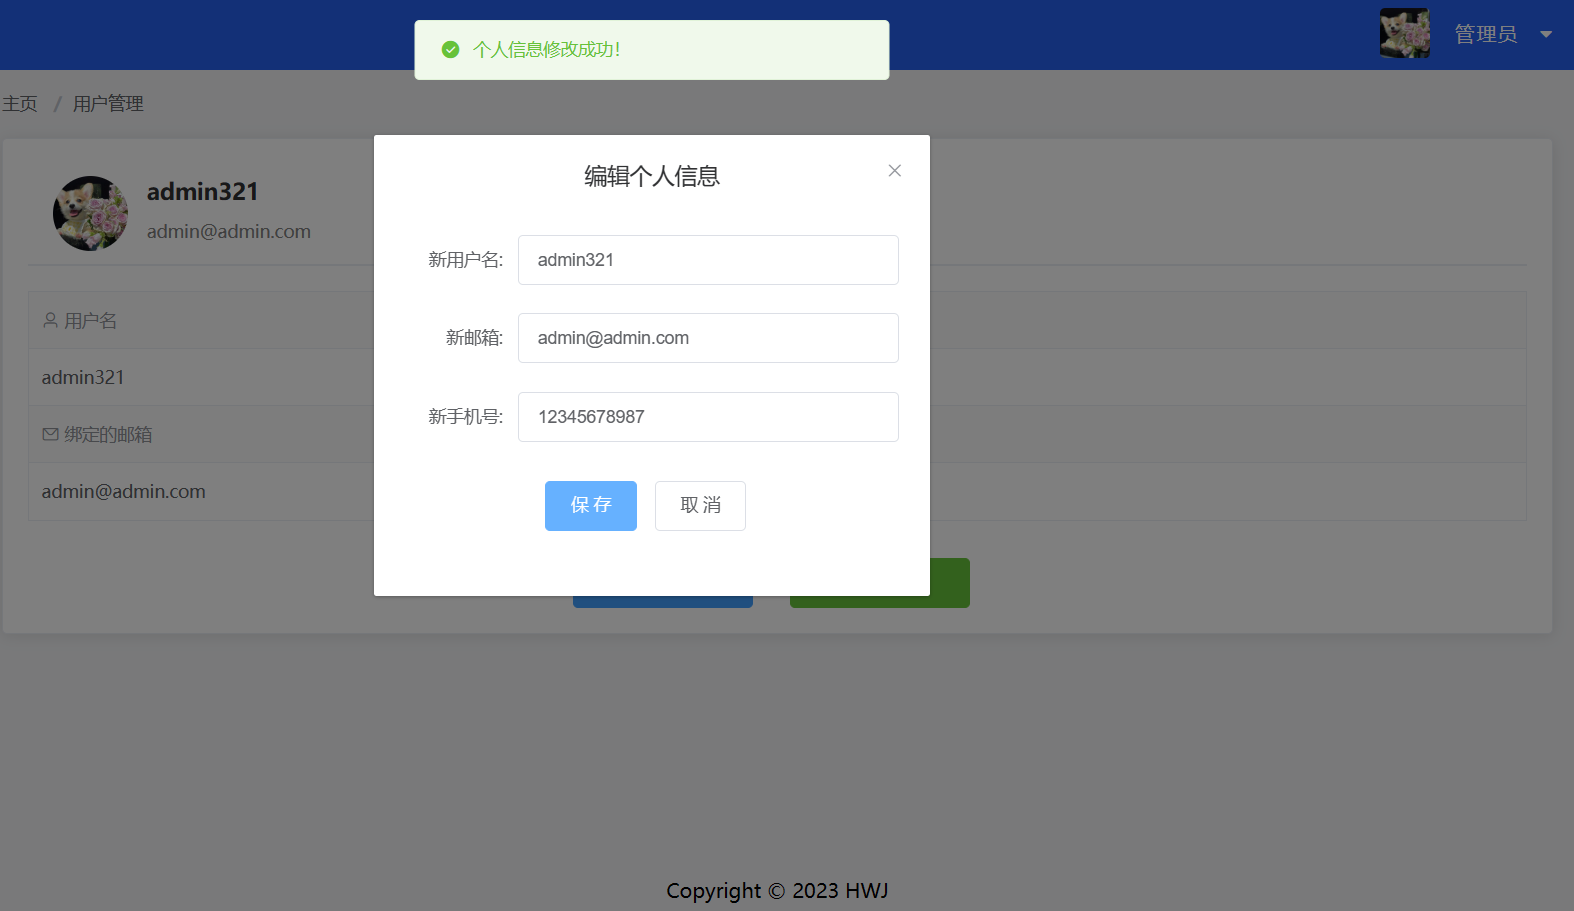 个人信息修改成功！
管理员
主页 / 用户管理
编辑个人信息
admin321
admin@admin.com
新用户名: admin321
用户名
新邮箱: admin@admin.com
admin321
新手机号: 12345678987
绑定的邮箱
admin@admin.com
保存 取消
Copyright © 2023 HWJ